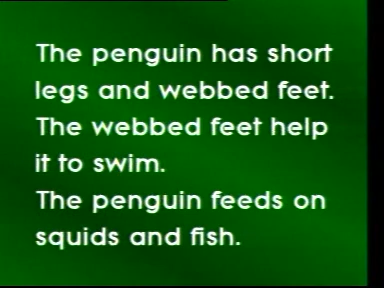 The penguin has short
legs and webbed feet.
The webbed feet help
it to swim.
The penguin feeds on
squids and fish.